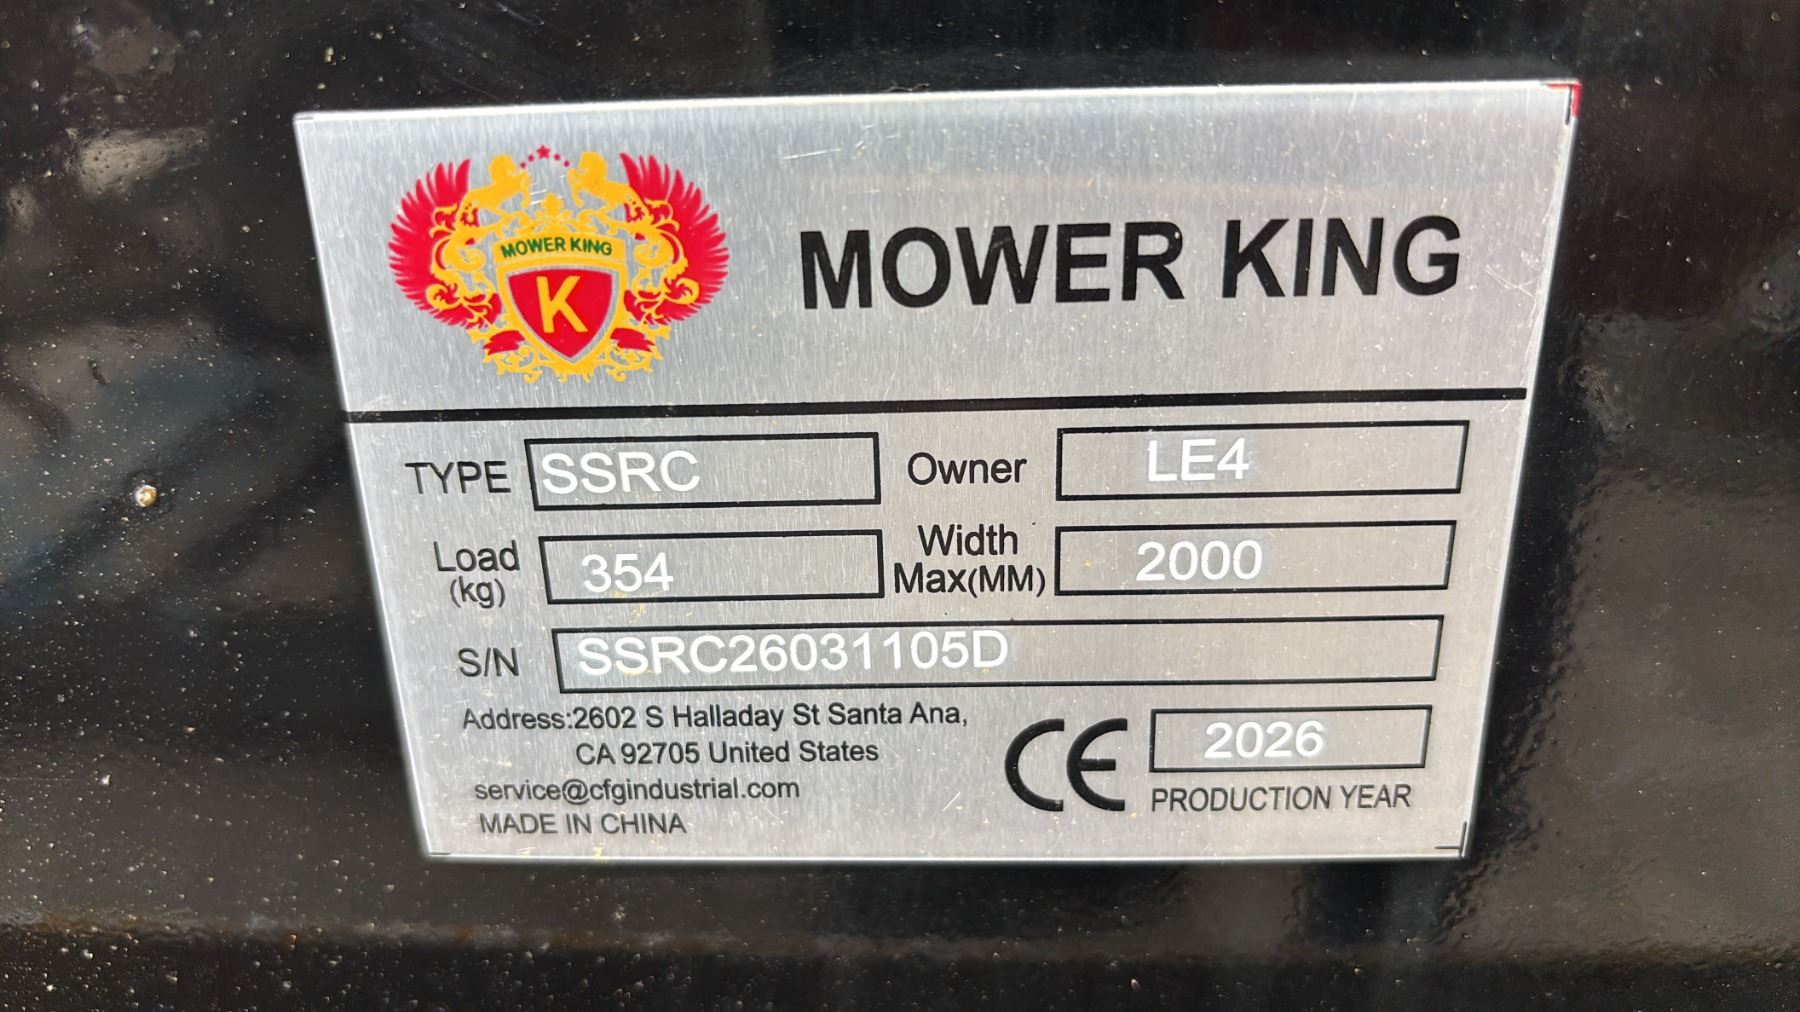 MOWER KING
K
MOWER KING
TYPE SSRC Owner LE4
Load (kg) 354 Width Max(MM) 2000
S/N SSRC26031105D
Address:2602 S Halladay St Santa Ana,
CA 92705 United States
service@cfgindustrial.com
MADE IN CHINA
CE 2026
PRODUCTION YEAR